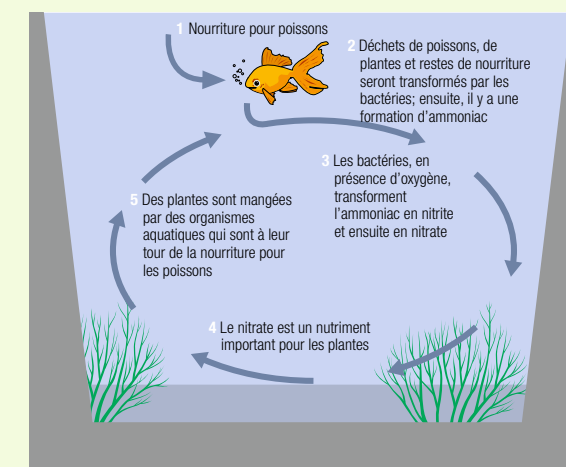 1 Nourriture pour poissons
2 Déchets de poissons, de
plantes et restes de nourriture
seront transformés par les
bactéries; ensuite, il y a une
formation d'ammoniac
3 Les bactéries, en
présence d'oxygène,
transforment
l'ammoniac en nitrite
et ensuite en nitrate
4 Le nitrate est un nutriment
important pour les plantes
5 Des plantes sont mangées
par des organismes
aquatiques qui sont à leur
tour de la nourriture pour
les poissons